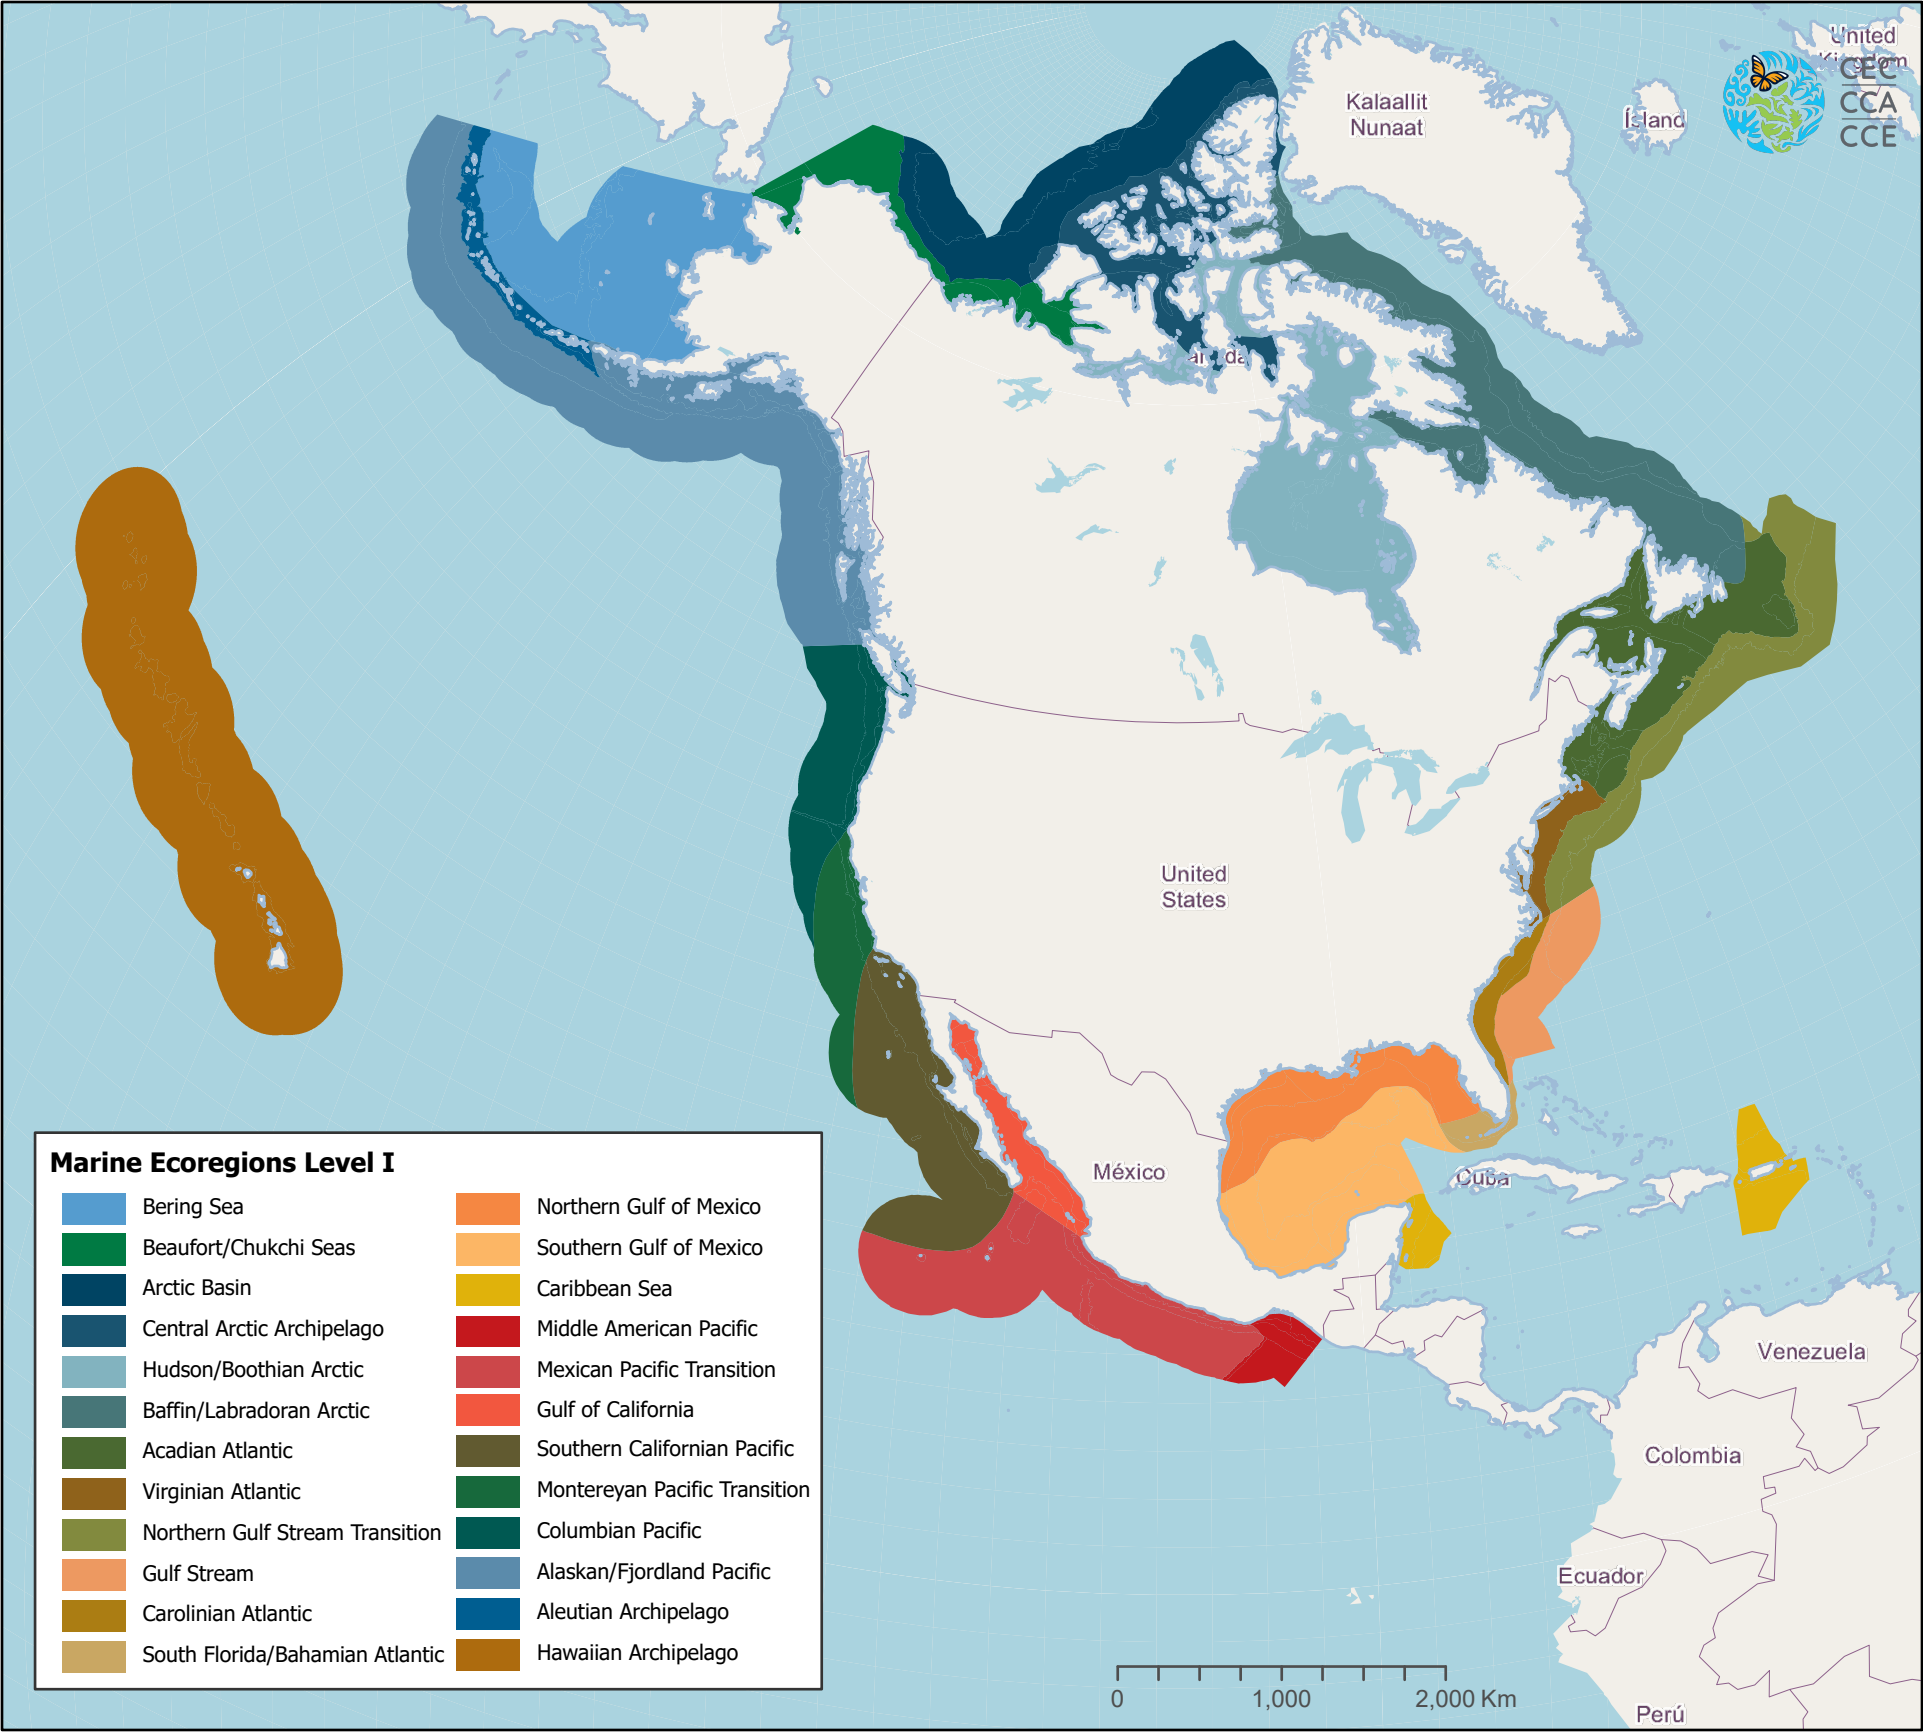 United
Kingdom
CEC
CCA
CCE
Kalaallit
Nunaat
Ísland
United
States
México
Cuba
Venezuela
Colombia
Ecuador
Perú
Marine Ecoregions Level I
Bering Sea
Beaufort/Chukchi Seas
Arctic Basin
Central Arctic Archipelago
Hudson/Boothian Arctic
Baffin/Labradoran Arctic
Acadian Atlantic
Virginian Atlantic
Northern Gulf Stream Transition
Gulf Stream
Carolinian Atlantic
South Florida/Bahamian Atlantic
Northern Gulf of Mexico
Southern Gulf of Mexico
Caribbean Sea
Middle American Pacific
Mexican Pacific Transition
Gulf of California
Southern Californian Pacific
Montereyan Pacific Transition
Columbian Pacific
Alaskan/Fjordland Pacific
Aleutian Archipelago
Hawaiian Archipelago
0 1,000 2,000 Km